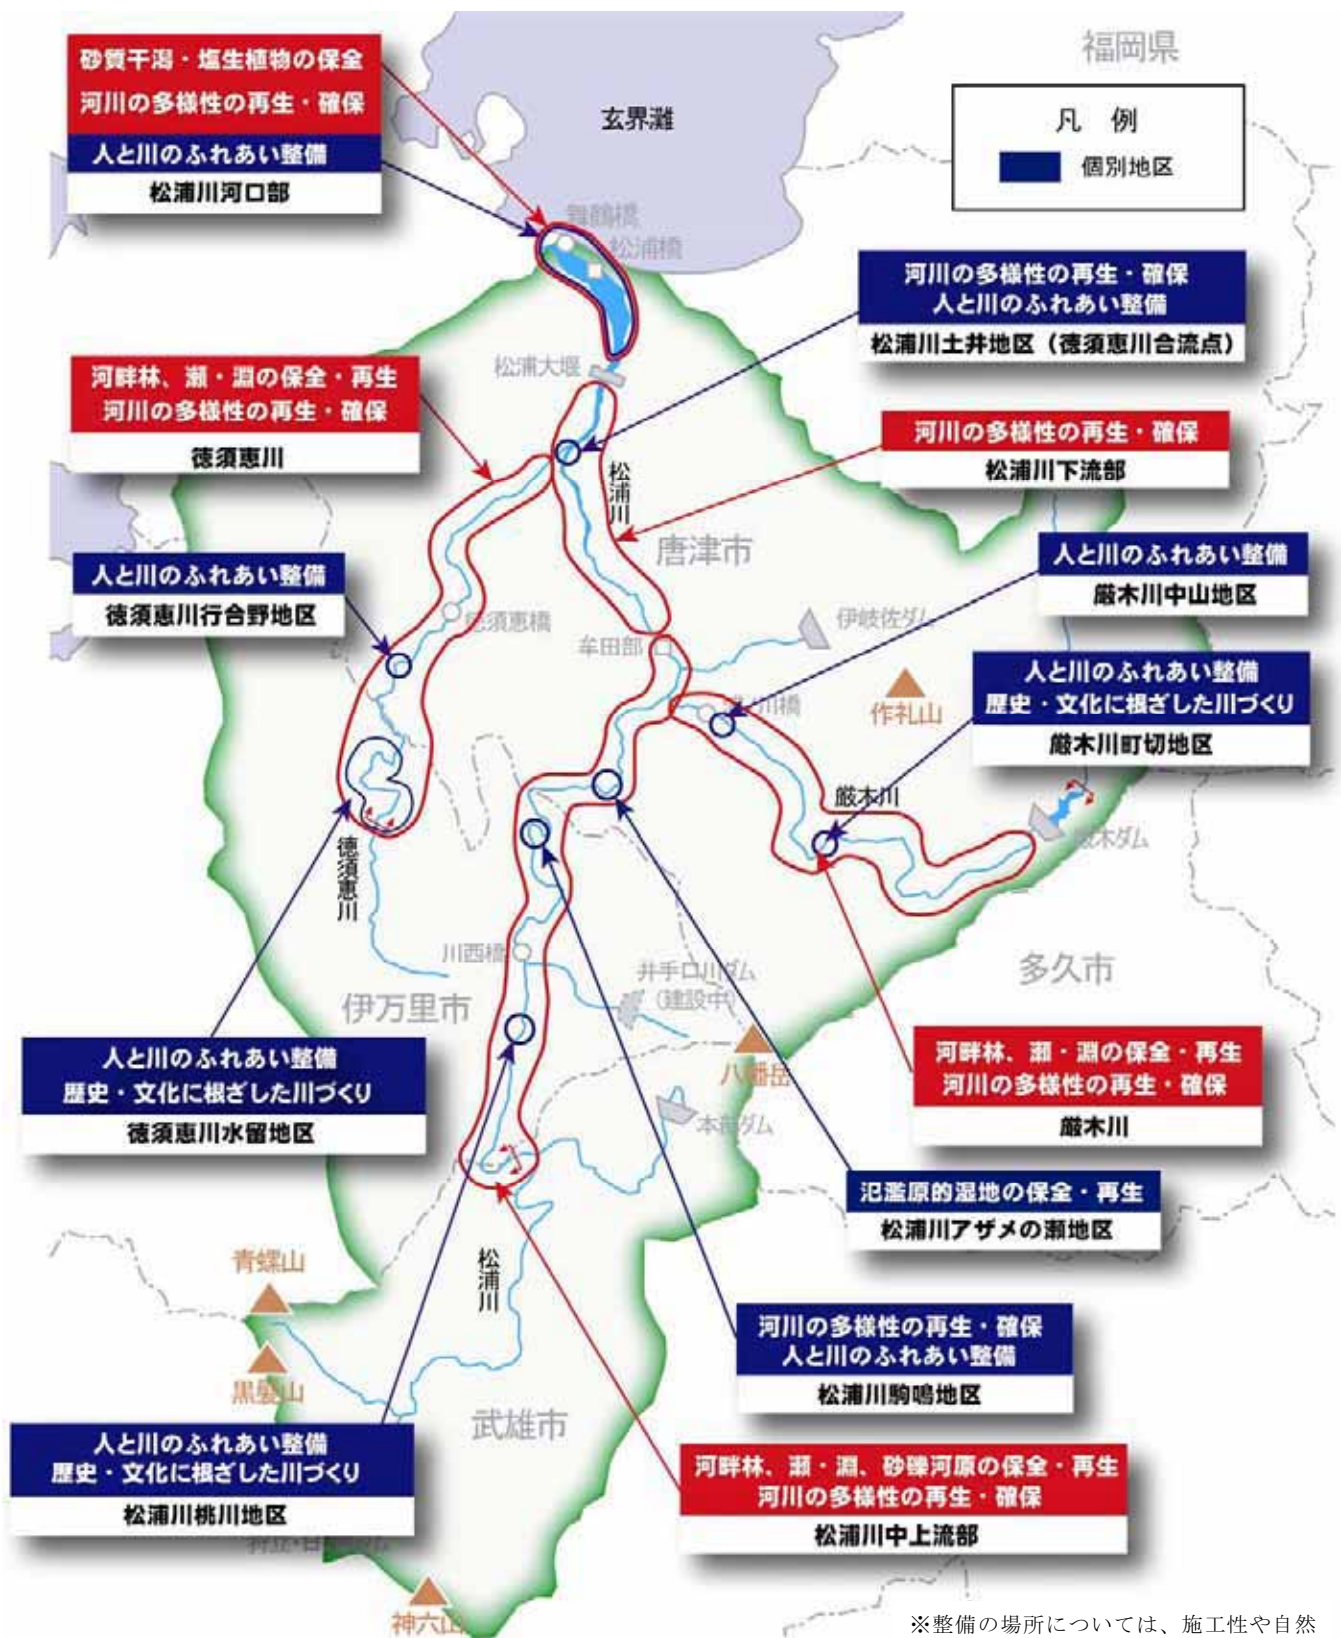 砂質干潟・塩生植物の保全
河川の多様性の再生・確保
人と川のふれあい整備
松浦川河口部
玄界灘
福岡県
凡 例
個別地区
舞鶴橋
松浦橋
河川の多様性の再生・確保
人と川のふれあい整備
松浦川土井地区（徳須恵川合流点）
松浦大堰
河畔林、瀬・淵の保全・再生
河川の多様性の再生・確保
徳須恵川
河川の多様性の再生・確保
松浦川下流部
松浦川
唐津市
人と川のふれあい整備
厳木川中山地区
人と川のふれあい整備
徳須恵川行合野地区
徳須恵橋
牟田部
伊岐佐ダム
作礼山
人と川のふれあい整備
歴史・文化に根ざした川づくり
厳木川町切地区
川橋
厳木川
厳木ダム
徳須恵川
川西橋
井手口川ダム
（建設中）
多久市
伊万里市
八幡岳
人と川のふれあい整備
歴史・文化に根ざした川づくり
徳須恵川水留地区
河畔林、瀬・淵の保全・再生
河川の多様性の再生・確保
厳木川
本部ダム
氾濫原的湿地の保全・再生
松浦川アザメの瀬地区
青螺山
松浦川
黒髪山
河川の多様性の再生・確保
人と川のふれあい整備
松浦川駒鳴地区
武雄市
人と川のふれあい整備
歴史・文化に根ざした川づくり
松浦川桃川地区
河畔林、瀬・淵、砂礫河原の保全・再生
河川の多様性の再生・確保
松浦川中上流部
神六山
※整備の場所については、施工性や自然